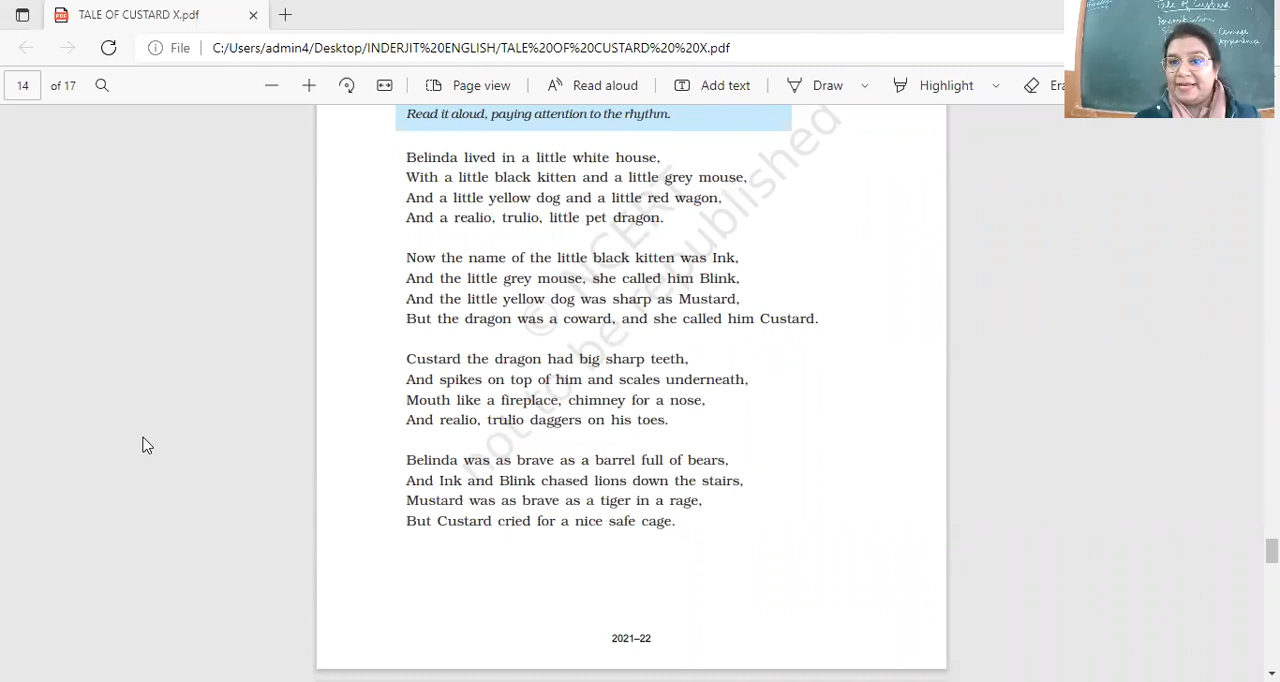 TALE OF CUSTARD X.pdf
File C:/Users/admin4/Desktop/INDERJIT%20ENGLISH/TALE%20OF%20CUSTARD%20%20X.pdf
14 of 17 Page view Read aloud Add text Draw Highlight Era
Tale of Custard
Read it aloud, paying attention to the rhythm.
Belinda lived in a little white house,
With a little black kitten and a little grey mouse,
And a little yellow dog and a little red wagon,
And a realio, trulio, little pet dragon.
Now the name of the little black kitten was Ink,
And the little grey mouse, she called him Blink,
And the little yellow dog was sharp as Mustard,
But the dragon was a coward, and she called him Custard.
Custard the dragon had big sharp teeth,
And spikes on top of him and scales underneath,
Mouth like a fireplace, chimney for a nose,
And realio, trulio daggers on his toes.
Belinda was as brave as a barrel full of bears,
And Ink and Blink chased lions down the stairs,
Mustard was as brave as a tiger in a rage,
But Custard cried for a nice safe cage.
© NCERT
not to be republished
2021–22